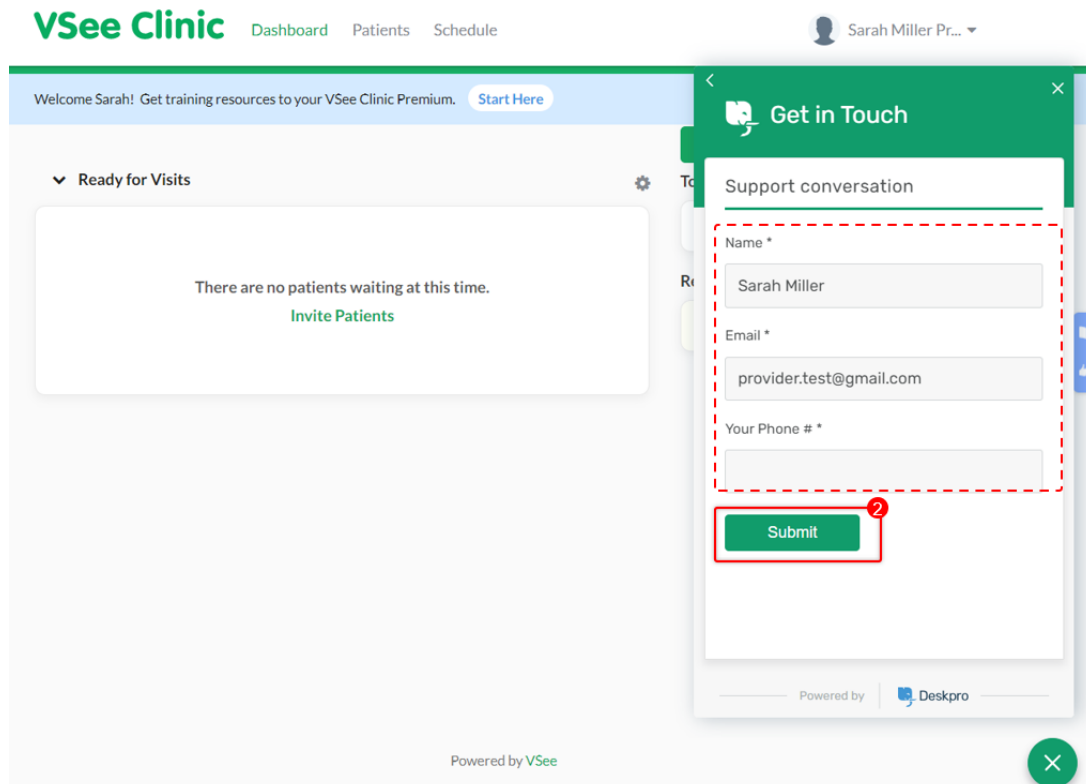 VSee Clinic Dashboard Patients Schedule Sarah Miller Pr...
Welcome Sarah! Get training resources to your VSee Clinic Premium. Start Here
Ready for Visits
There are no patients waiting at this time.
Invite Patients
Get in Touch
Support conversation
Name *
Sarah Miller
Email *
provider.test@gmail.com
Your Phone # *
2
Submit
Powered by Deskpro
Powered by VSee